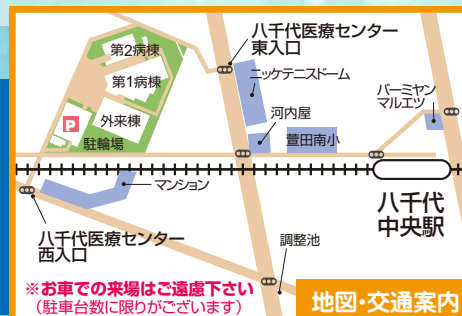 八千代医療センター
東入口
第2病棟
ニッケテニスドーム
第1病棟
バーミヤン
マルエツ
P
外来棟
河内屋
駐輪場
萱田南小
マンション
八千代
中央駅
八千代医療センター
西入口
調整池
※お車での来場はご遠慮下さい
（駐車台数に限りがございます）
地図・交通案内